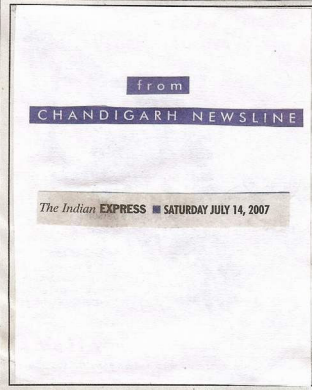 from
CHANDIGARH NEWSLINE
The Indian EXPRESS ■ SATURDAY JULY 14, 2007